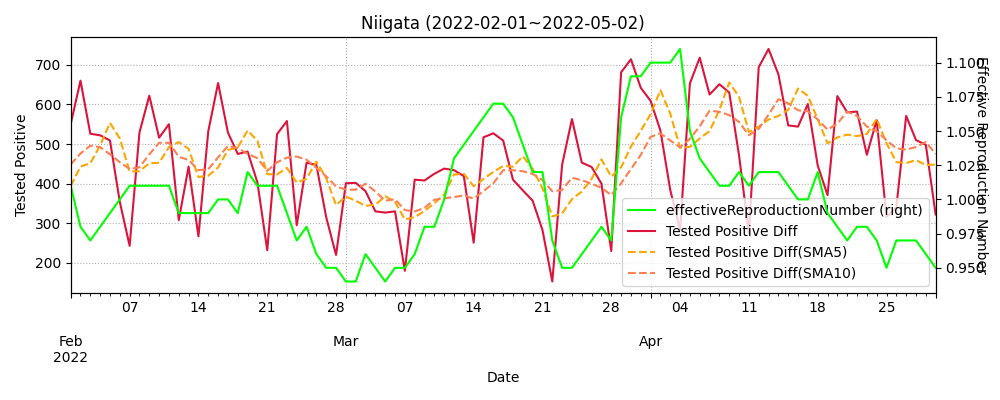 Niigata (2022-02-01~2022-05-02)
Tested Positive
700
600
500
400
300
200
1.100
1.075
1.050
1.025
1.000
0.975
0.950
Effective Reproduction Number
effectiveReproductionNumber (right)
Tested Positive Diff
Tested Positive Diff(SMA5)
Tested Positive Diff(SMA10)
07 14 21 28 07 14 21 28 04 11 18 25
Feb Mar Apr
2022
Date